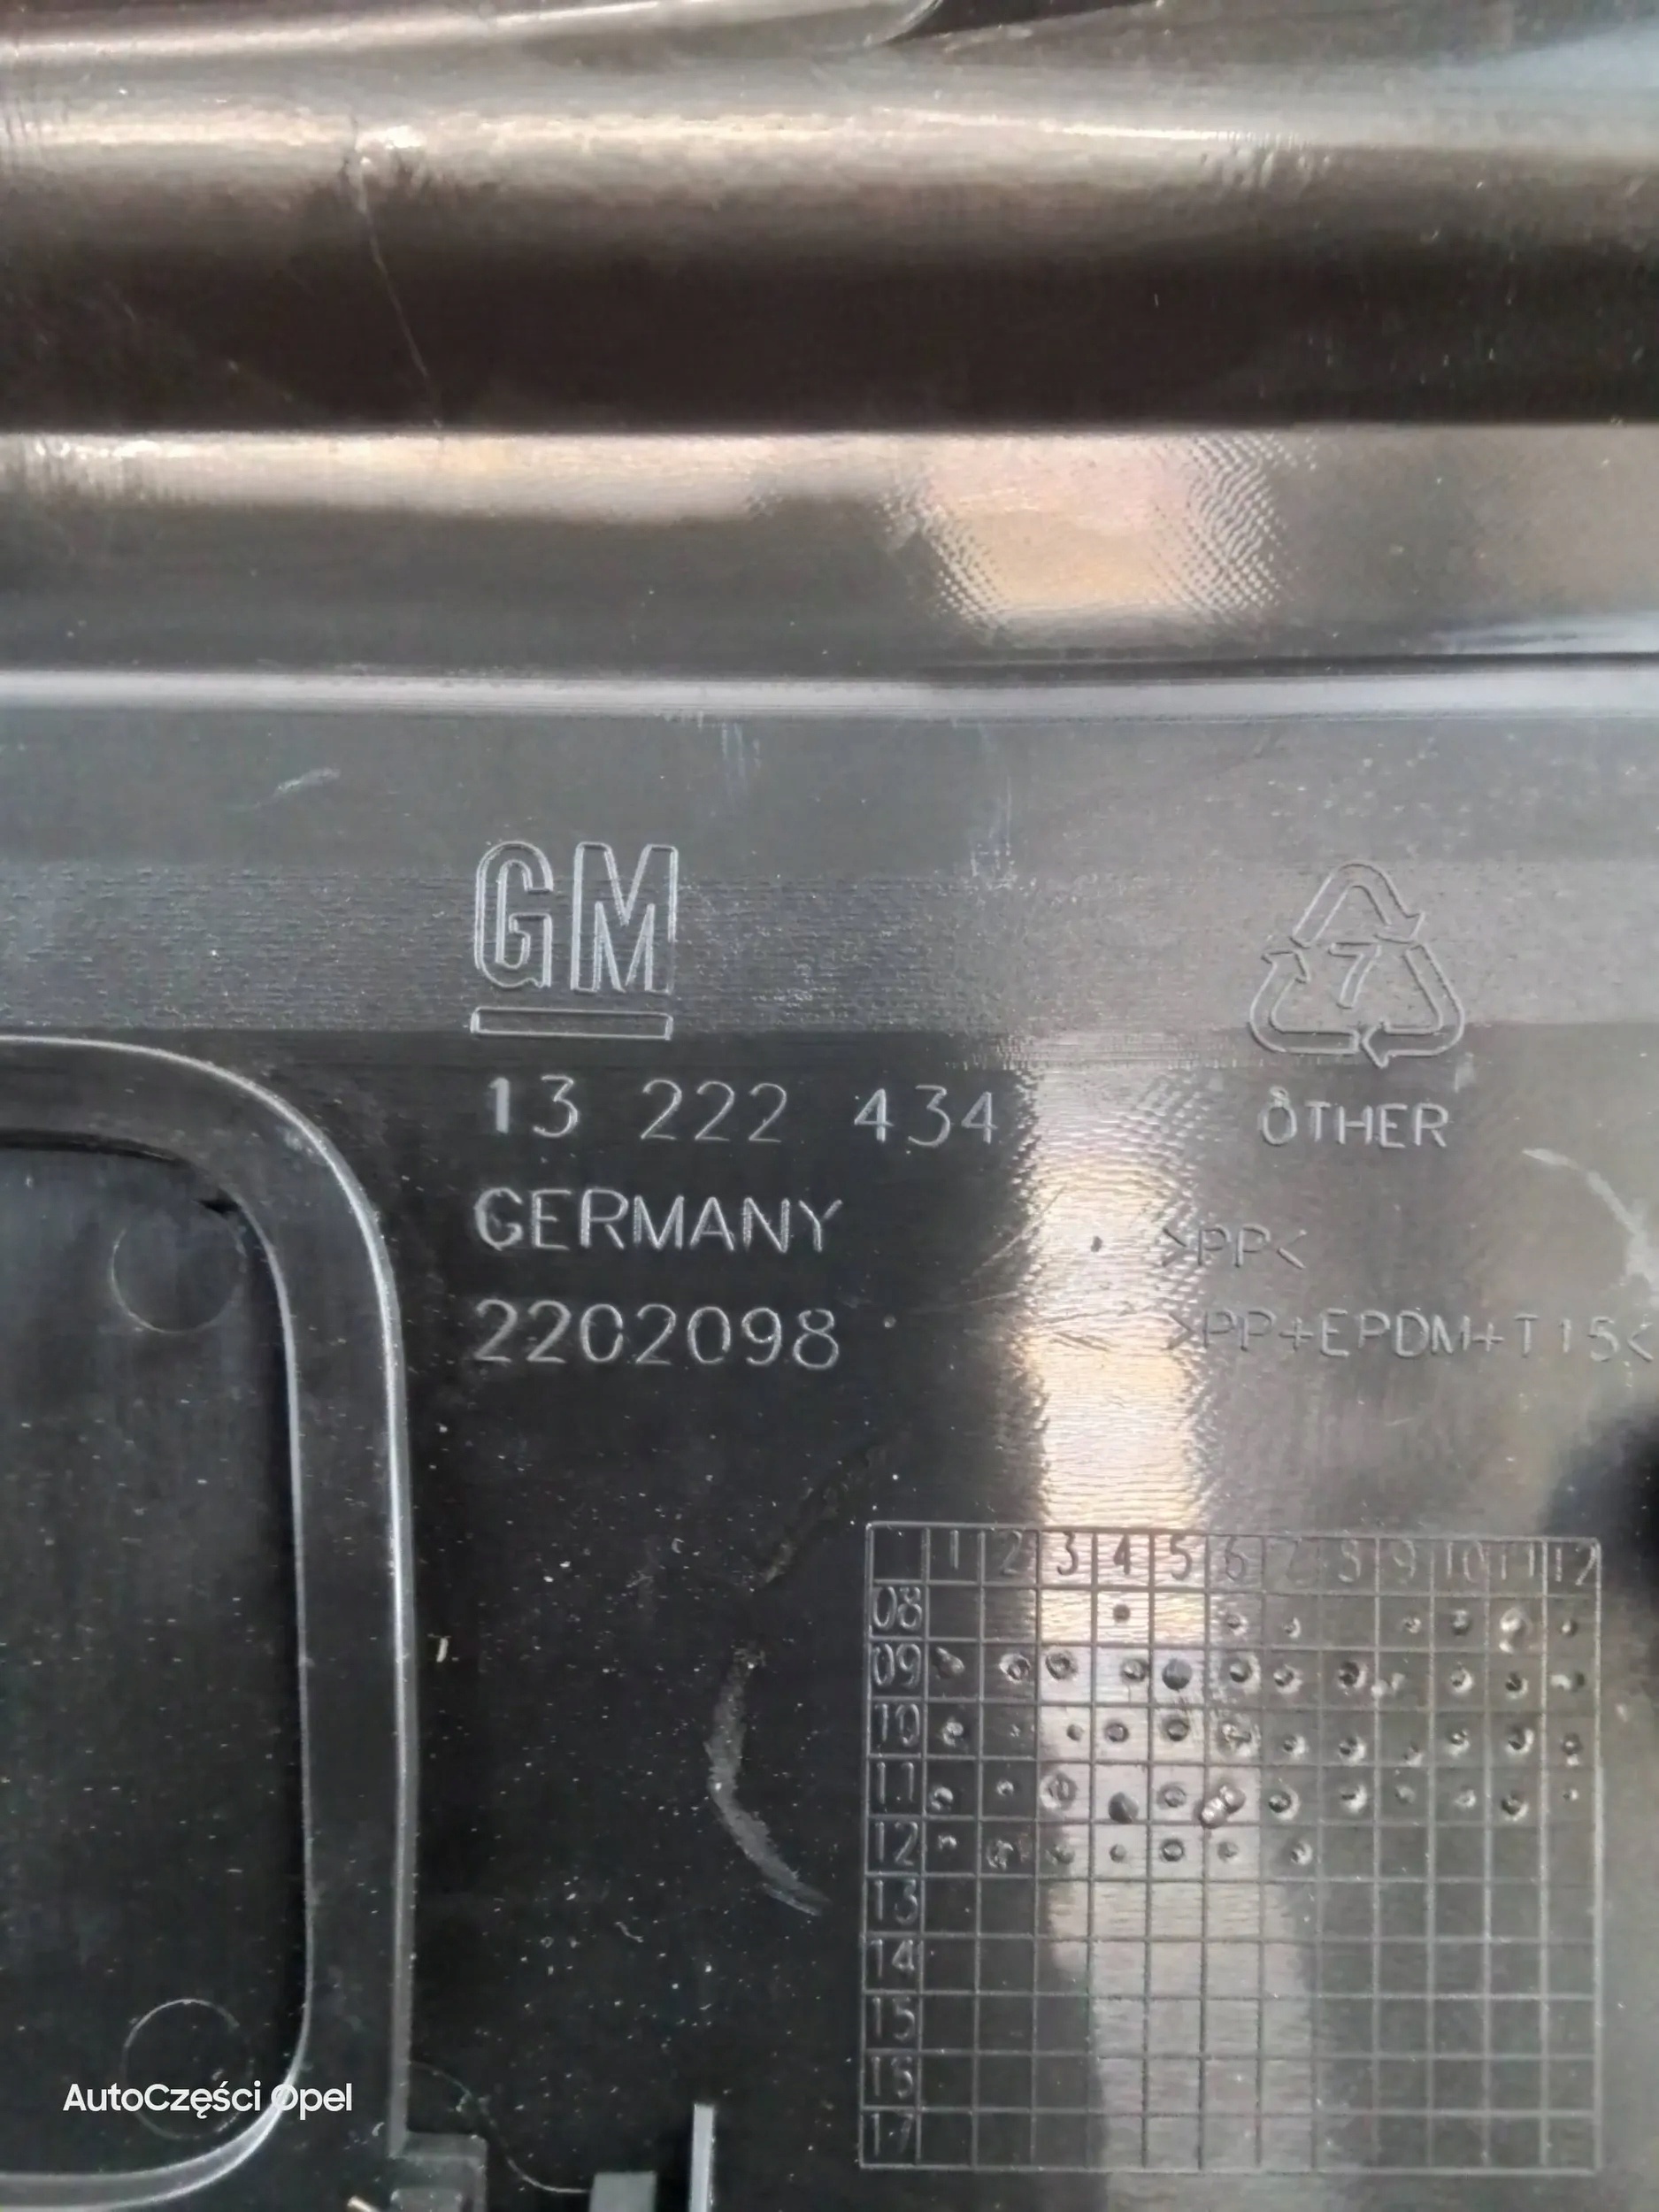 GM
13 222 434
GERMANY
2202098
7
OTHER
>PP<
>PP+EPDM+T15<
1 2 3 4 5 6 7 8 9 10 11 12
08
09
10
11
12
13
14
15
16
17
AutoCzęści Opel